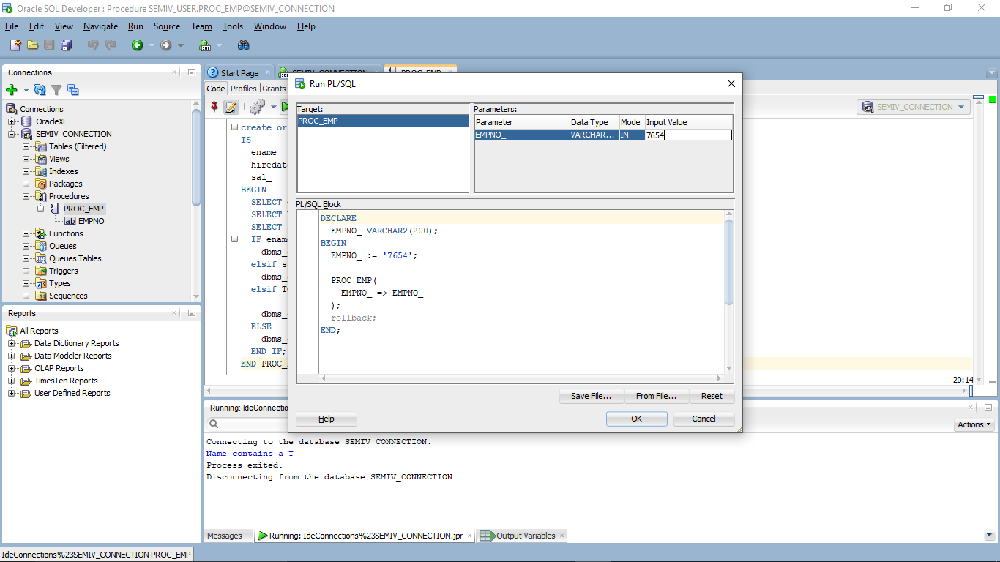 Oracle SQL Developer : Procedure SEMIV_USER.PROC_EMP@SEMIV_CONNECTION
File Edit View Navigate Run Source Team Tools Window Help
Connections
Connections
OracleXE
SEMIV_CONNECTION
Tables (Filtered)
Views
Indexes
Packages
Procedures
PROC_EMP
EMPNO_
Functions
Queues
Queues Tables
Triggers
Types
Sequences
Reports
All Reports
Data Dictionary Reports
Data Modeler Reports
OLAP Reports
TimesTen Reports
User Defined Reports
Start Page
Code Profiles Grants
SEMIV_CONNECTION
create or
IS
ename_
hiredat
sal_
BEGIN
SELECT
SELECT
SELECT
IF enam
dbms_
elsif s
dbms_
elsif T
dbms_
ELSE
dbms_
END IF;
END PROC_
20:14
Run PL/SQL
Target:
PROC_EMP
Parameters:
Parameter Data Type Mode Input Value
EMPNO_ VARCHAR... IN 7654
PL/SQL Block
DECLARE
EMPNO_ VARCHAR2(200);
BEGIN
EMPNO_ := '7654';
PROC_EMP(
EMPNO_ => EMPNO_
);
--rollback;
END;
Save File... From File... Reset
Help OK Cancel
Running: IdeConnectio
Actions
Connecting to the database SEMIV_CONNECTION.
Name contains a T
Process exited.
Disconnecting from the database SEMIV_CONNECTION.
Messages Running: IdeConnections%23SEMIV_CONNECTION.jpr Output Variables
IdeConnections%23SEMIV_CONNECTION PROC_EMP